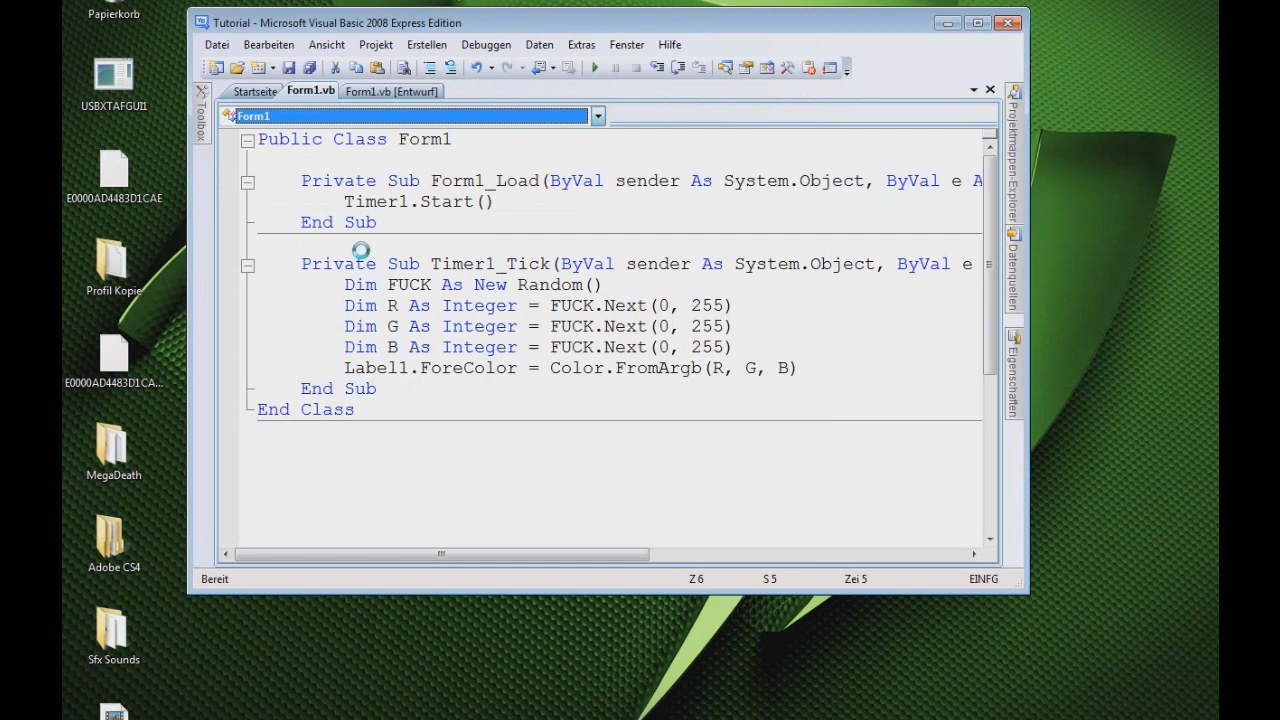 Papierkorb
USBXTAFGUI1
E0000AD4483D1CAE
Profil Kopie
E0000AD4483D1CA...
MegaDeath
Adobe CS4
Sfx Sounds
Tutorial - Microsoft Visual Basic 2008 Express Edition
Datei Bearbeiten Ansicht Projekt Erstellen Debuggen Daten Extras Fenster Hilfe
Startseite Form1.vb Form1.vb [Entwurf]
Toolbox
Form1
Public Class Form1
Private Sub Form1_Load(ByVal sender As System.Object, ByVal e A
Timer1.Start()
End Sub
Private Sub Timer1_Tick(ByVal sender As System.Object, ByVal e
Dim FUCK As New Random()
Dim R As Integer = FUCK.Next(0, 255)
Dim G As Integer = FUCK.Next(0, 255)
Dim B As Integer = FUCK.Next(0, 255)
Label1.ForeColor = Color.FromArgb(R, G, B)
End Sub
End Class
Projektmappen-Explorer
Datenquellen
Eigenschaften
Bereit Z 6 S 5 Zei 5 EINFG